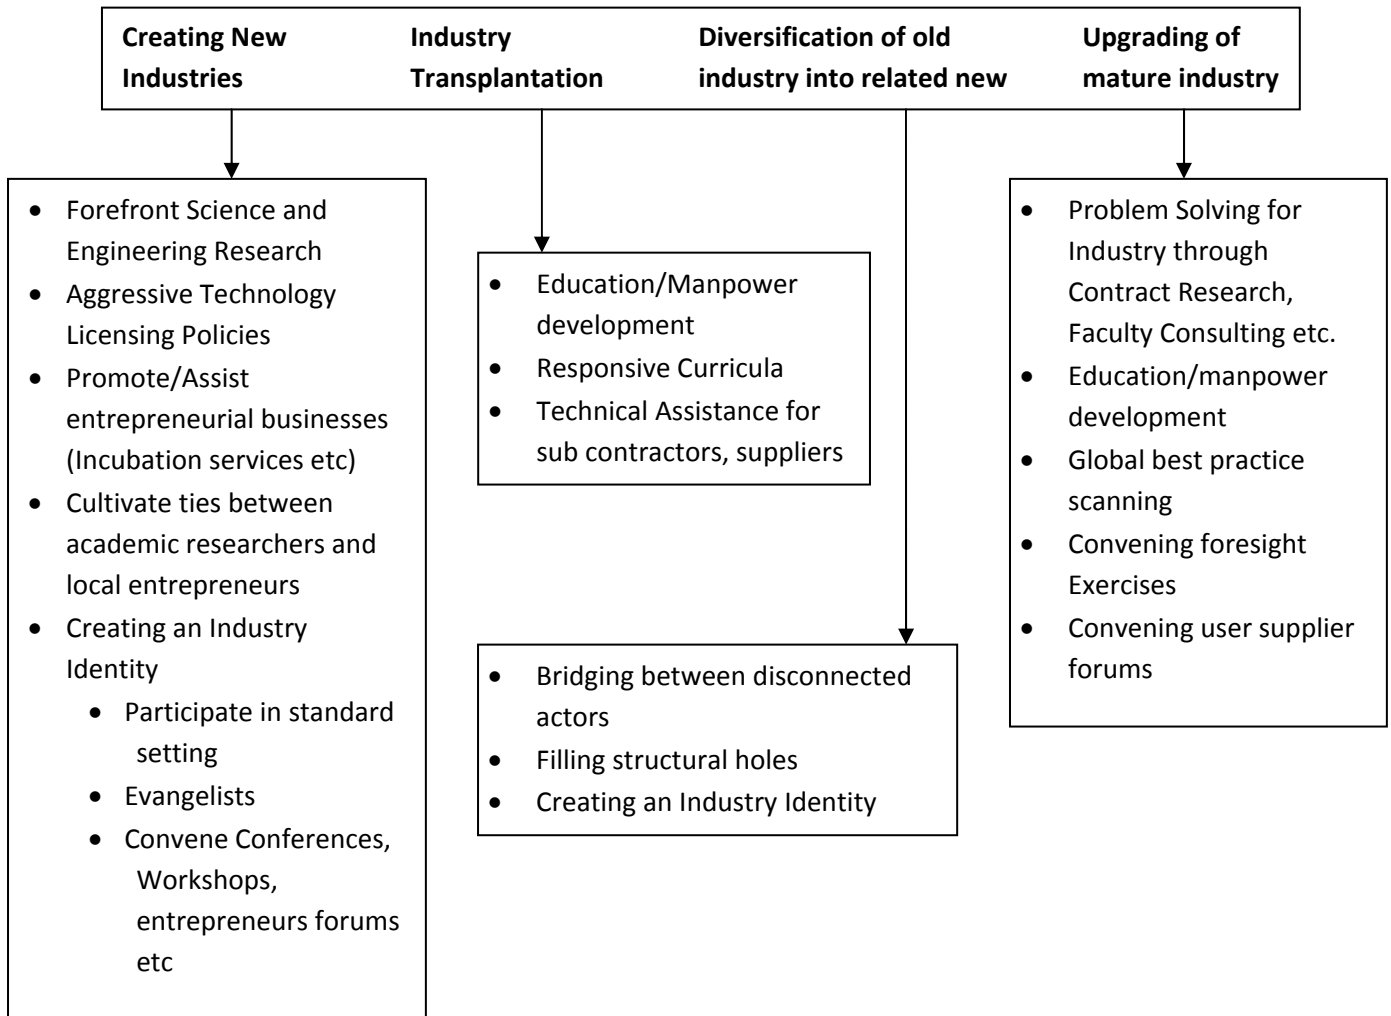 Creating New
Industries
Industry
Transplantation
Diversification of old
industry into related new
Upgrading of
mature industry
• Forefront Science and
Engineering Research
• Aggressive Technology
Licensing Policies
• Promote/Assist
entrepreneurial businesses
(Incubation services etc)
• Cultivate ties between
academic researchers and
local entrepreneurs
• Creating an Industry
Identity
• Participate in standard
setting
• Evangelists
• Convene Conferences,
Workshops,
entrepreneurs forums
etc
• Education/Manpower
development
• Responsive Curricula
• Technical Assistance for
sub contractors, suppliers
• Bridging between disconnected
actors
• Filling structural holes
• Creating an Industry Identity
• Problem Solving for
Industry through
Contract Research,
Faculty Consulting etc.
• Education/manpower
development
• Global best practice
scanning
• Convening foresight
Exercises
• Convening user supplier
forums